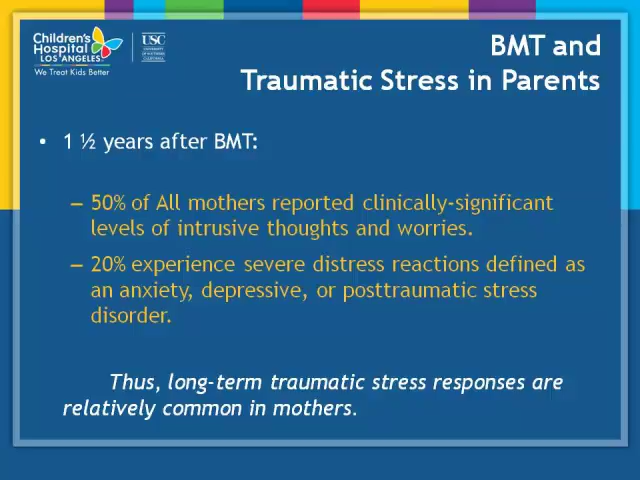 Children's
Hospital
LOS ANGELES
We Treat Kids Better
USC
BMT and
Traumatic Stress in Parents
• 1 ½ years after BMT:
– 50% of All mothers reported clinically-significant
levels of intrusive thoughts and worries.
– 20% experience severe distress reactions defined as
an anxiety, depressive, or posttraumatic stress
disorder.
Thus, long-term traumatic stress responses are
relatively common in mothers.